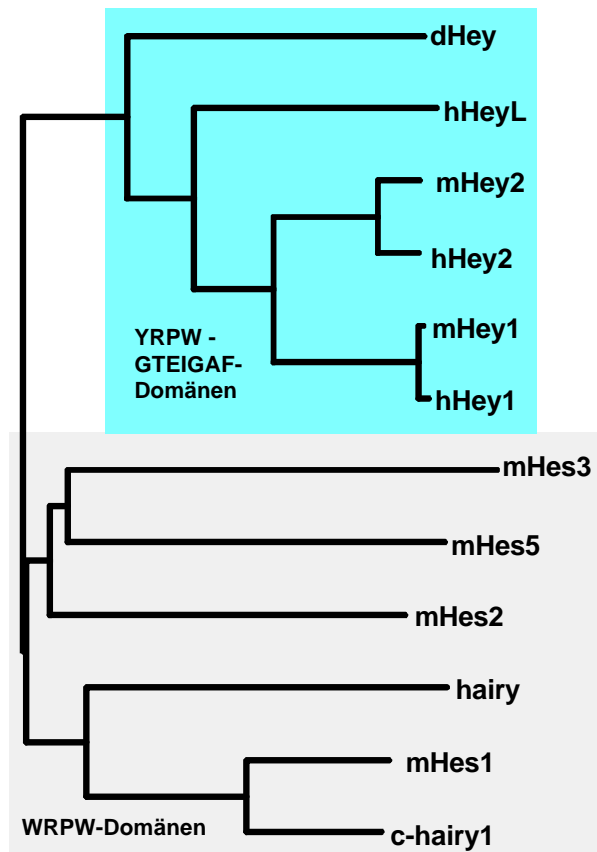 dHey
hHeyL
mHey2
hHey2
mHey1
hHey1
YRPW -
GTEIGAF-
Domänen
mHes3
mHes5
mHes2
hairy
mHes1
c-hairy1
WRPW-Domänen